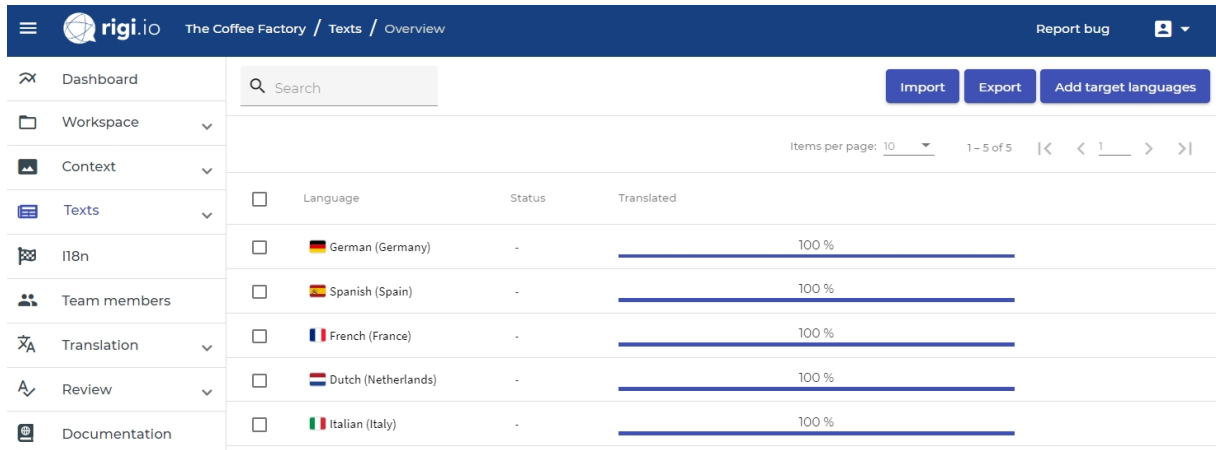 rigi.io The Coffee Factory / Texts / Overview Report bug
Dashboard
Workspace
Context
Texts
I18n
Team members
Translation
Review
Documentation
Search Import Export Add target languages
Items per page: 10 1 – 5 of 5 1
Language Status Translated
German (Germany) - 100 %
Spanish (Spain) - 100 %
French (France) - 100 %
Dutch (Netherlands) - 100 %
Italian (Italy) - 100 %